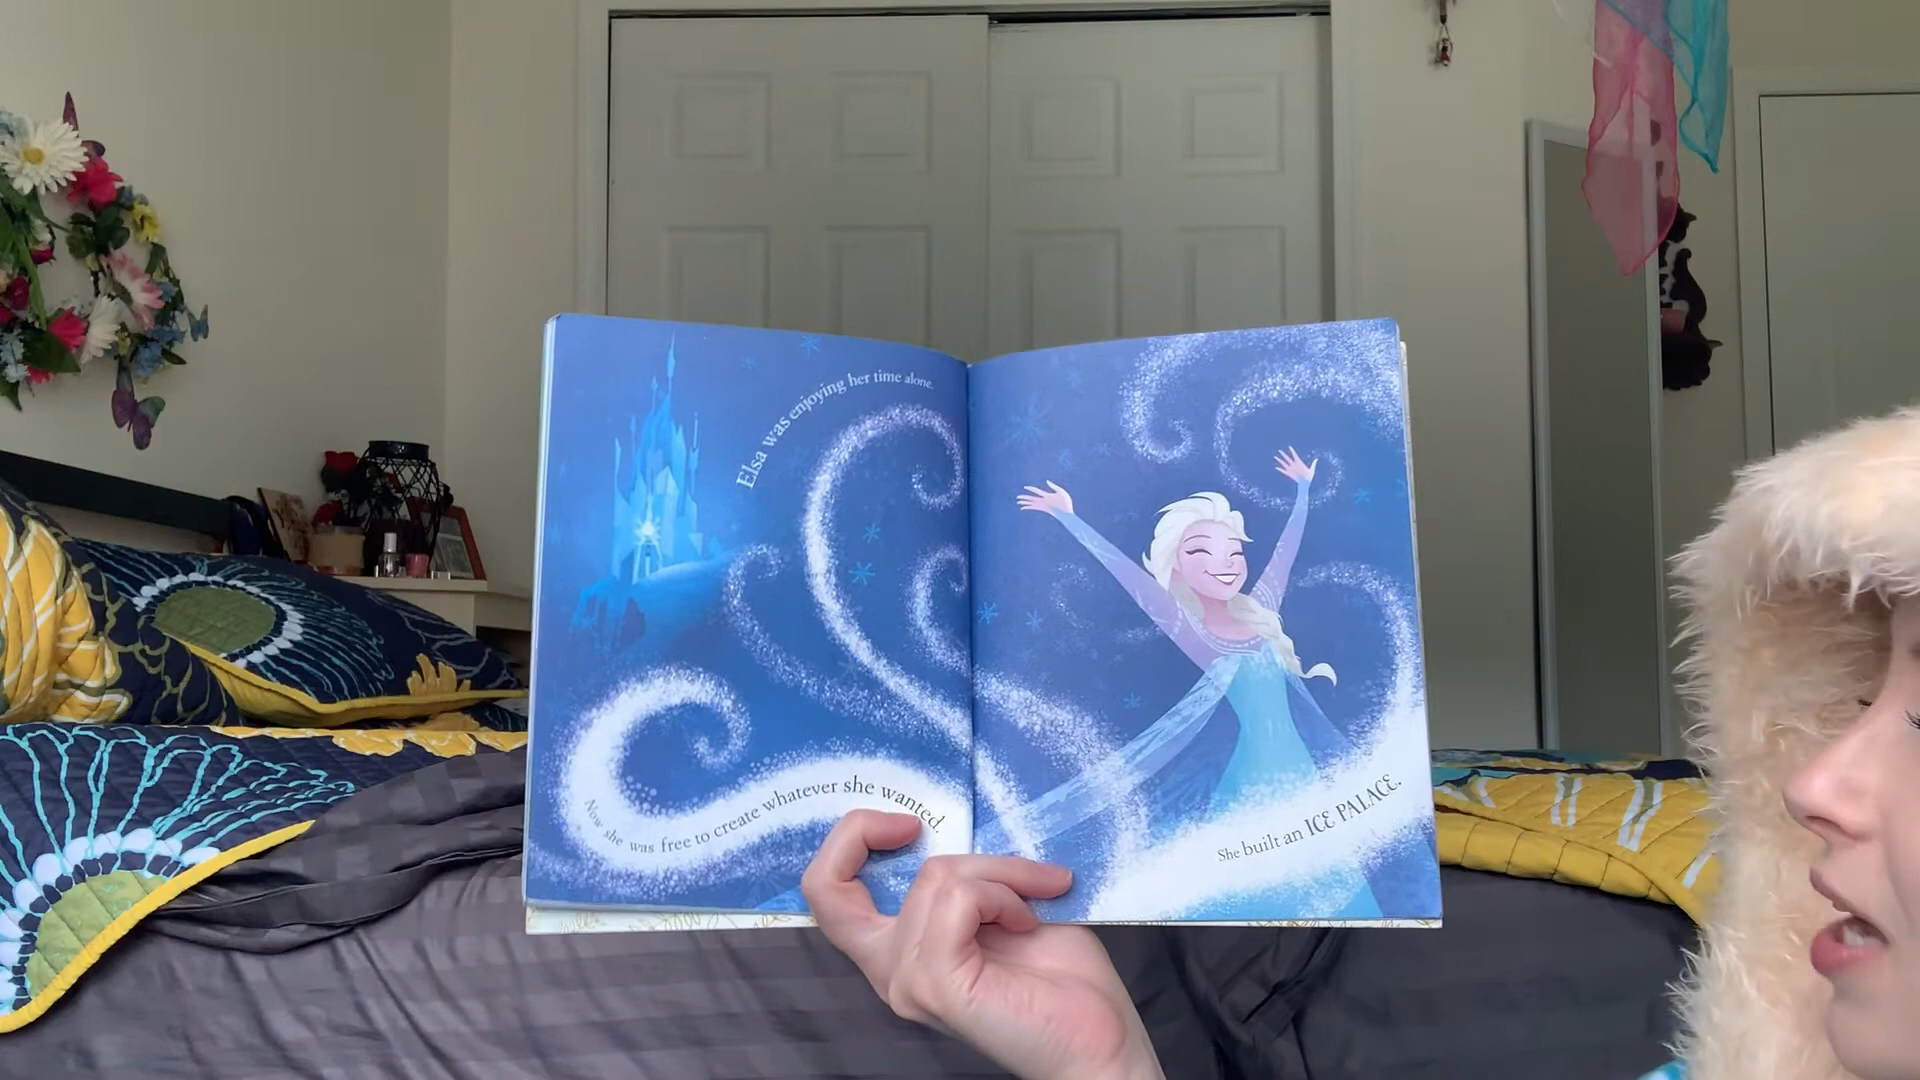 Elsa was enjoying her time alone.
Now she was free to create whatever she wanted.
She built an ICE PALACE.